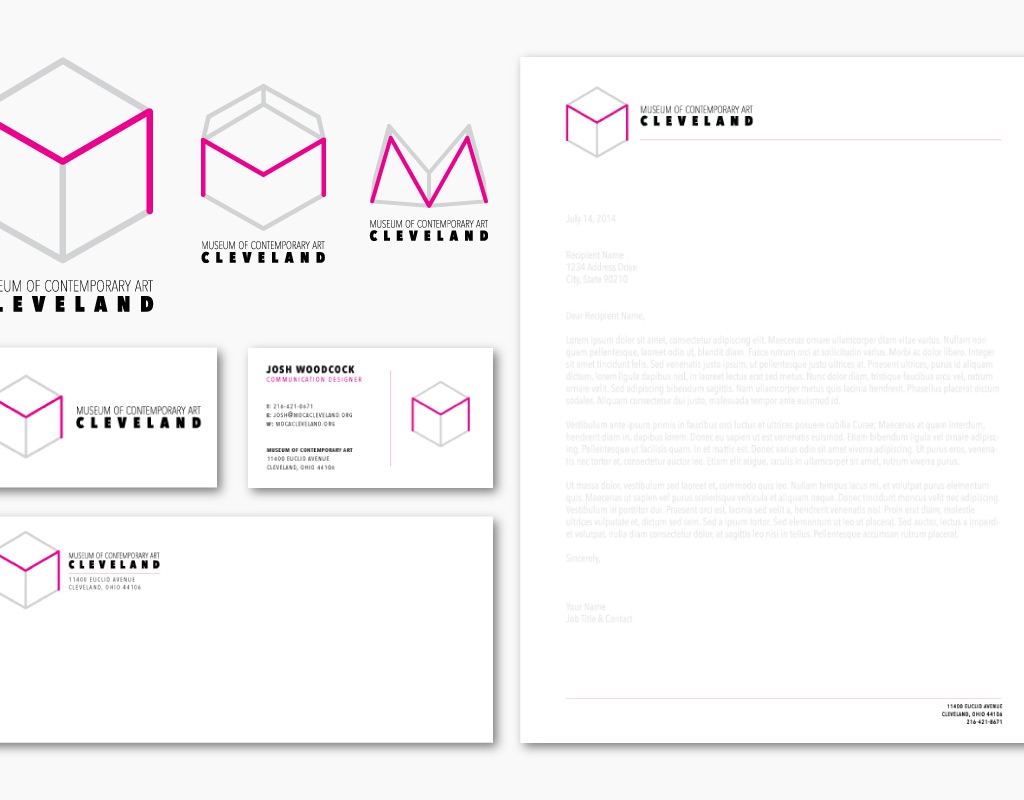 EUM OF CONTEMPORARY ART
LEVELAND
MUSEUM OF CONTEMPORARY ART
CLEVELAND
MUSEUM OF CONTEMPORARY ART
CLEVELAND
MUSEUM OF CONTEMPORARY ART
CLEVELAND
JOSH WOODCOCK
COMMUNICATION DESIGNER
T: 216-421-8671
E: JOSH@MOCACLEVELAND.ORG
W: MOCACLEVELAND.ORG
MUSEUM OF CONTEMPORARY ART
11400 EUCLID AVENUE
CLEVELAND, OHIO 44106
MUSEUM OF CONTEMPORARY ART
CLEVELAND
11400 EUCLID AVENUE
CLEVELAND, OHIO 44106
MUSEUM OF CONTEMPORARY ART
CLEVELAND
July 14, 2014
Recipient Name
1234 Address Drive
City, State 90210
Dear Recipient Name,
Lorem ipsum dolor sit amet, consectetur adipiscing elit. Maecenas ornare ullamcorper diam vitae varius. Nullam non
quam pellentesque, laoreet odio ut, blandit diam. Fusce rutrum orci et sollicitudin varius. Morbi ac dolor libero. Integer
sit amet tincidunt felis. Sed venenatis justo ipsum, ut pellentesque justo ultrices et. Praesent ultrices, purus id aliquam
dictum, lorem ligula dapibus nisl, in laoreet lectus erat sed metus. Nunc dolor diam, tristique faucibus arcu vel, rutrum
ornare velit. Sed dapibus elementum sagittis. Nam ullamcorper metus quis lacinia hendrerit. Phasellus placerat dictum
sodales. Aliquam consectetur dui justo, malesuada tempor ante euismod id.
Vestibulum ante ipsum primis in faucibus orci luctus et ultrices posuere cubilia Curae; Maecenas at quam interdum,
hendrerit diam in, dapibus lorem. Donec eu sapien ut est venenatis euismod. Etiam bibendum ligula vel ornare adipisc-
ing. Pellentesque ut facilisis quam. In et mattis est. Donec varius odio sit amet viverra adipiscing. Ut quis eros, venena-
tis nec tortor et, consectetur auctor leo. Etiam elit augue, iaculis in ullamcorper sit amet, rutrum viverra purus.
Ut massa dolor, vestibulum sed laoreet et, commodo quis leo. Nullam tempus lacus mi, et volutpat purus elementum
quis. Maecenas ut sapien vel purus scelerisque vehicula et aliquam neque. Donec tincidunt rhoncus velit nec adipiscing.
Vestibulum in porttitor dui. Praesent orci est, lacinia sed velit a, hendrerit venenatis nisl. Proin erat diam, molestie
ultrices vulputate et, dictum sed sem. Sed a ipsum tortor. Sed elementum ut leo ut placerat. Sed auctor, lectus a imperdi-
et volutpat, nulla diam consectetur dolor, at sagittis leo nisi in tellus. Pellentesque accumsan rutrum placerat.
Sincerely,
Your Name
Job Title & Contact
11400 EUCLID AVENUE
CLEVELAND, OHIO 44106
216-421-8671